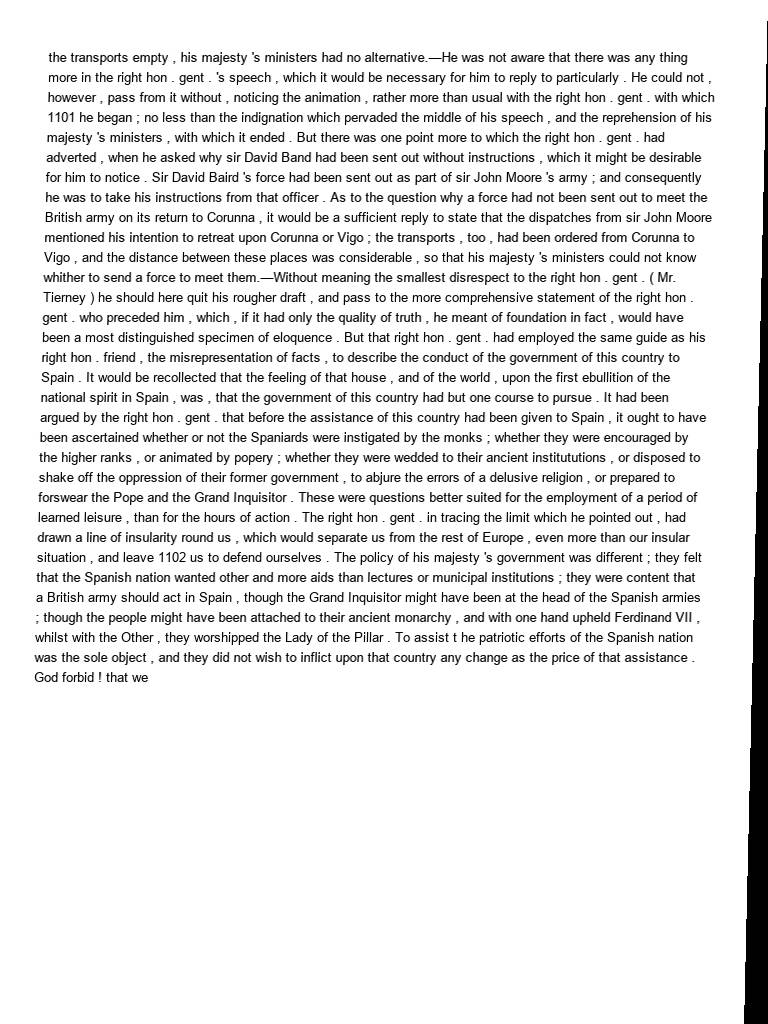 the transports empty , his majesty 's ministers had no alternative.—He was not aware that there was any thing
more in the right hon . gent . 's speech , which it would be necessary for him to reply to particularly . He could not ,
however , pass from it without , noticing the animation , rather more than usual with the right hon . gent . with which
1101 he began ; no less than the indignation which pervaded the middle of his speech , and the reprehension of his
majesty 's ministers , with which it ended . But there was one point more to which the right hon . gent . had
adverted , when he asked why sir David Band had been sent out without instructions , which it might be desirable
for him to notice . Sir David Baird 's force had been sent out as part of sir John Moore 's army ; and consequently
he was to take his instructions from that officer . As to the question why a force had not been sent out to meet the
British army on its return to Corunna , it would be a sufficient reply to state that the dispatches from sir John Moore
mentioned his intention to retreat upon Corunna or Vigo ; the transports , too , had been ordered from Corunna to
Vigo , and the distance between these places was considerable , so that his majesty 's ministers could not know
whither to send a force to meet them.—Without meaning the smallest disrespect to the right hon . gent . ( Mr.
Tierney ) he should here quit his rougher draft , and pass to the more comprehensive statement of the right hon .
gent . who preceded him , which , if it had only the quality of truth , he meant of foundation in fact , would have
been a most distinguished specimen of eloquence . But that right hon . gent . had employed the same guide as his
right hon . friend , the misrepresentation of facts , to describe the conduct of the government of this country to
Spain . It would be recollected that the feeling of that house , and of the world , upon the first ebullition of the
national spirit in Spain , was , that the government of this country had but one course to pursue . It had been
argued by the right hon . gent . that before the assistance of this country had been given to Spain , it ought to have
been ascertained whether or not the Spaniards were instigated by the monks ; whether they were encouraged by
the higher ranks , or animated by popery ; whether they were wedded to their ancient institututions , or disposed to
shake off the oppression of their former government , to abjure the errors of a delusive religion , or prepared to
forswear the Pope and the Grand Inquisitor . These were questions better suited for the employment of a period of
learned leisure , than for the hours of action . The right hon . gent . in tracing the limit which he pointed out , had
drawn a line of insularity round us , which would separate us from the rest of Europe , even more than our insular
situation , and leave 1102 us to defend ourselves . The policy of his majesty 's government was different ; they felt
that the Spanish nation wanted other and more aids than lectures or municipal institutions ; they were content that
a British army should act in Spain , though the Grand Inquisitor might have been at the head of the Spanish armies
; though the people might have been attached to their ancient monarchy , and with one hand upheld Ferdinand VII ,
whilst with the Other , they worshipped the Lady of the Pillar . To assist t he patriotic efforts of the Spanish nation
was the sole object , and they did not wish to inflict upon that country any change as the price of that assistance .
God forbid ! that we